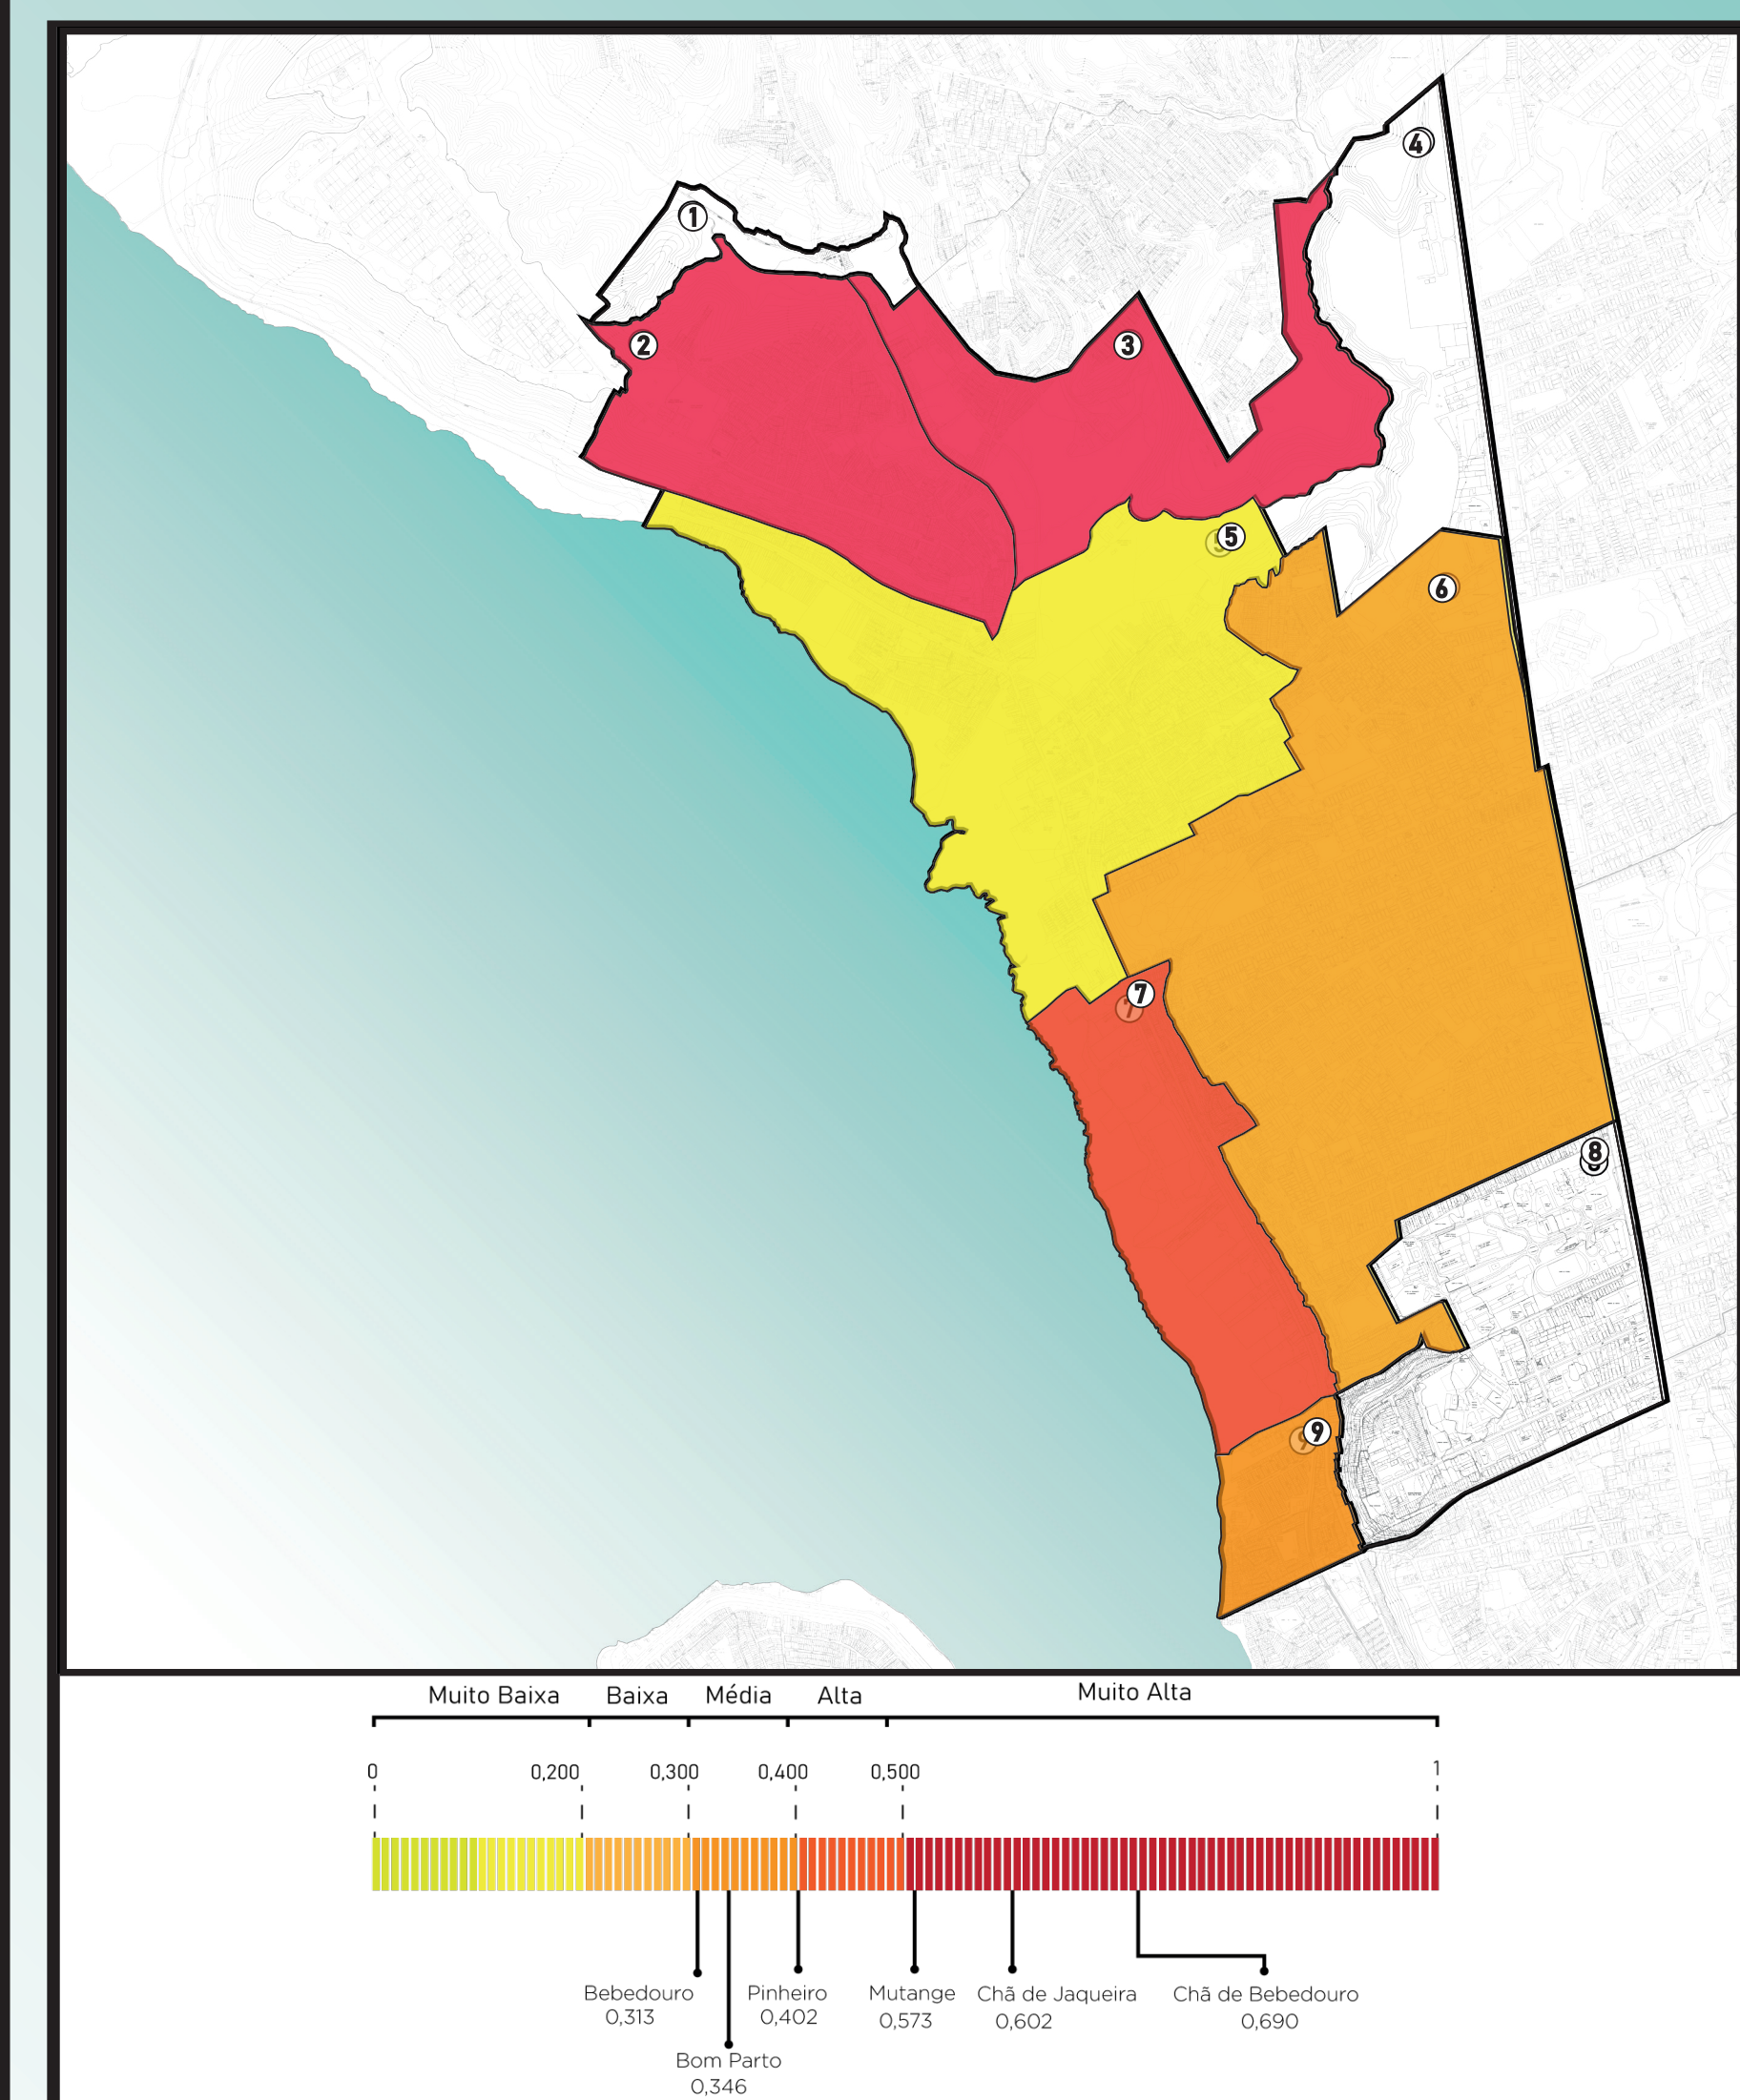 4
1
2
3
5
6
7
8
9
Muito Baixa Baixa Média Alta Muito Alta
0 0,200 0,300 0,400 0,500 1
Bebedouro Pinheiro Mutange Chã de Jaqueira Chã de Bebedouro
0,313 0,402 0,573 0,602 0,690
Bom Parto
0,346